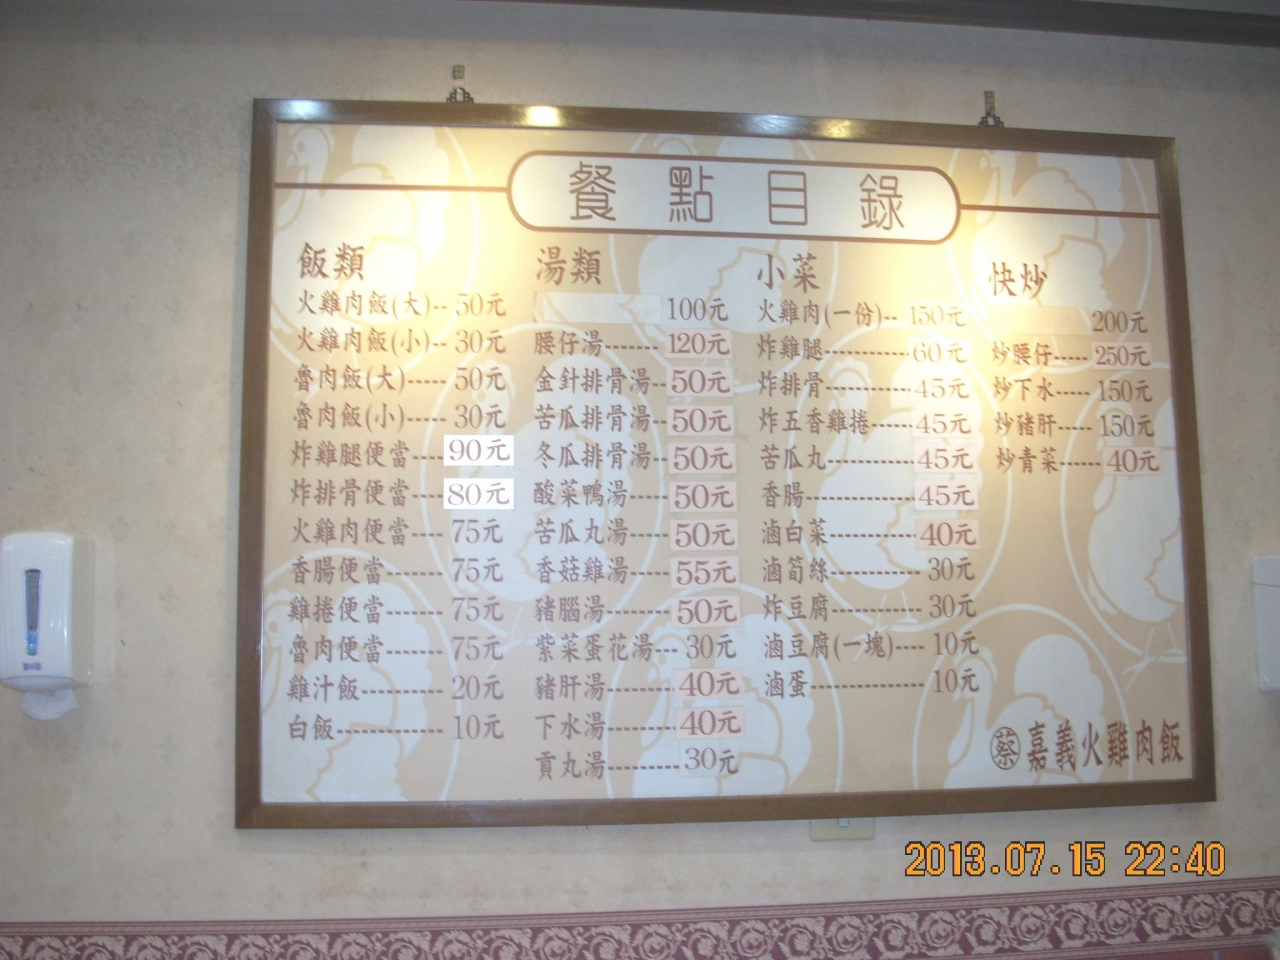 餐點目錄
飯類
火雞肉飯(大)-- 50元
火雞肉飯(小)-- 30元
魯肉飯(大)----- 50元
魯肉飯(小)----- 30元
炸雞腿便當---- 90元
炸排骨便當---- 80元
火雞肉便當----- 75元
香腸便當------- 75元
雞捲便當------- 75元
魯肉便當------- 75元
雞汁飯---------- 20元
白飯------------- 10元
湯類
100元
腰仔湯------- 120元
金針排骨湯-- 50元
苦瓜排骨湯-- 50元
冬瓜排骨湯-- 50元
酸菜鴨湯----- 50元
苦瓜丸湯----- 50元
香菇雞湯----- 55元
豬腦湯-------- 50元
紫菜蛋花湯--- 30元
豬肝湯-------- 40元
下水湯-------- 40元
貢丸湯--------- 30元
小菜
火雞肉(一份)-- 150元
炸雞腿----------- 60元
炸排骨----------- 45元
炸五香雞捲----- 45元
苦瓜丸----------- 45元
香腸-------------- 45元
滷白菜----------- 40元
滷筍絲------------ 30元
炸豆腐------------ 30元
滷豆腐(一塊)---- 10元
滷蛋-------------- 10元
快炒
200元
炒腰仔----- 250元
炒下水----- 150元
炒豬肝----- 150元
炒青菜------ 40元
蔡 嘉義火雞肉飯
2013.07.15 22:40